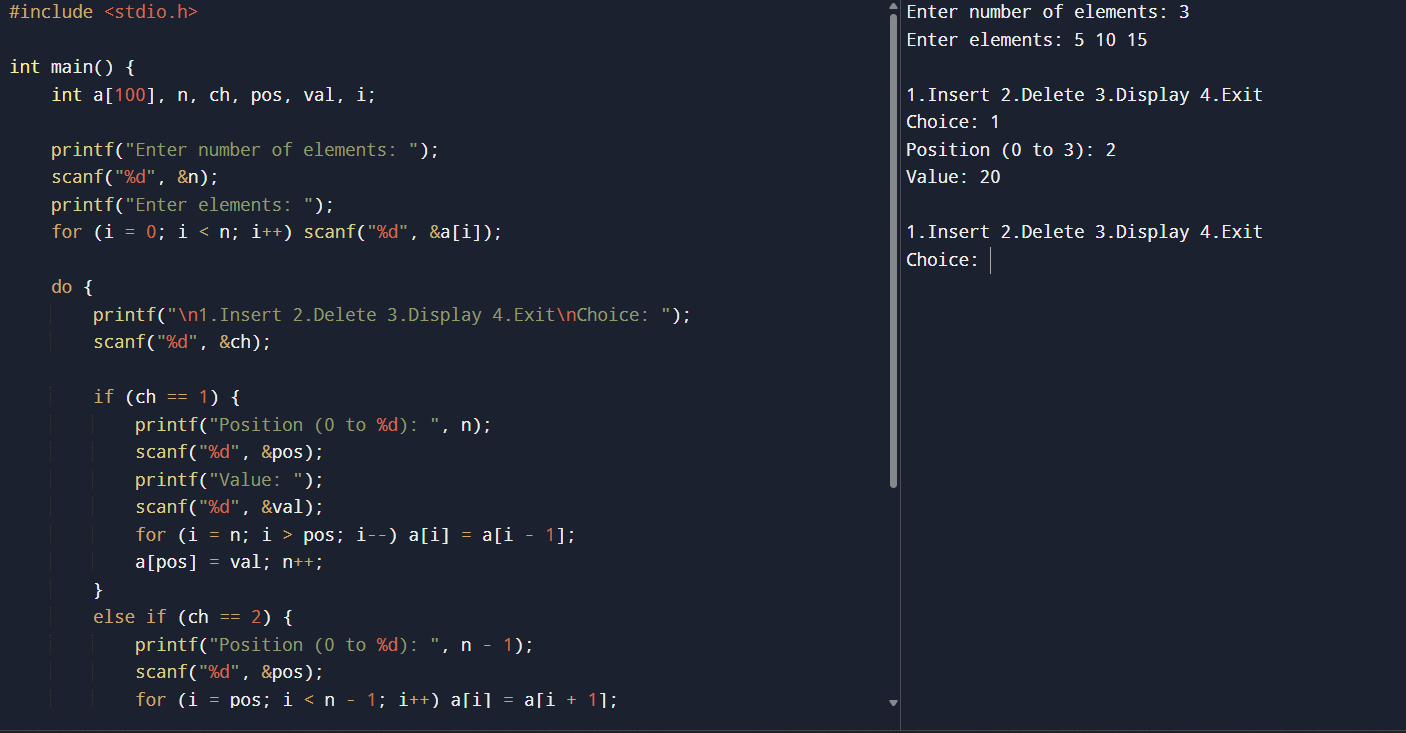 #include <stdio.h>

int main() {
    int a[100], n, ch, pos, val, i;

    printf("Enter number of elements: ");
    scanf("%d", &n);
    printf("Enter elements: ");
    for (i = 0; i < n; i++) scanf("%d", &a[i]);

    do {
        printf("\n1.Insert 2.Delete 3.Display 4.Exit\nChoice: ");
        scanf("%d", &ch);

        if (ch == 1) {
            printf("Position (0 to %d): ", n);
            scanf("%d", &pos);
            printf("Value: ");
            scanf("%d", &val);
            for (i = n; i > pos; i--) a[i] = a[i - 1];
            a[pos] = val; n++;
        }
        else if (ch == 2) {
            printf("Position (0 to %d): ", n - 1);
            scanf("%d", &pos);
            for (i = pos; i < n - 1; i++) a[i] = a[i + 1];

Enter number of elements: 3
Enter elements: 5 10 15

1.Insert 2.Delete 3.Display 4.Exit
Choice: 1
Position (0 to 3): 2
Value: 20

1.Insert 2.Delete 3.Display 4.Exit
Choice: